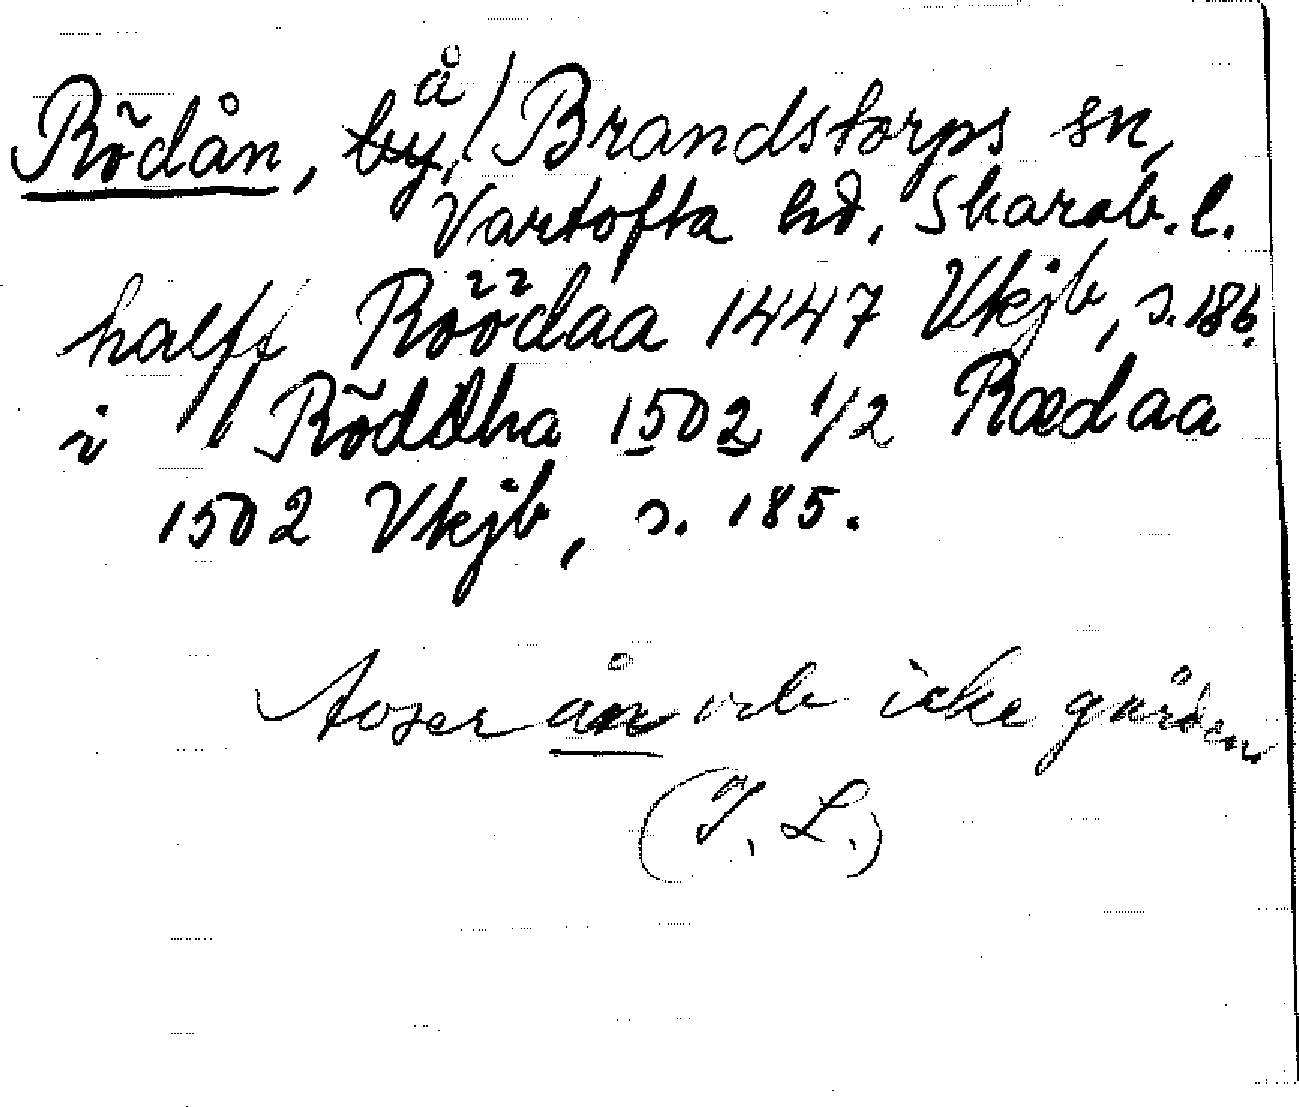 Rödån, by, å / Brandstorps sn,
Vartofta hd, Skarab. l.
halff Röödaa 1447 Vkjb, s. 186.
i Röddha 1502 1/2 Rædaa
1502 Vkjb, s. 185.
Avser ån och icke gården
(I. L.)